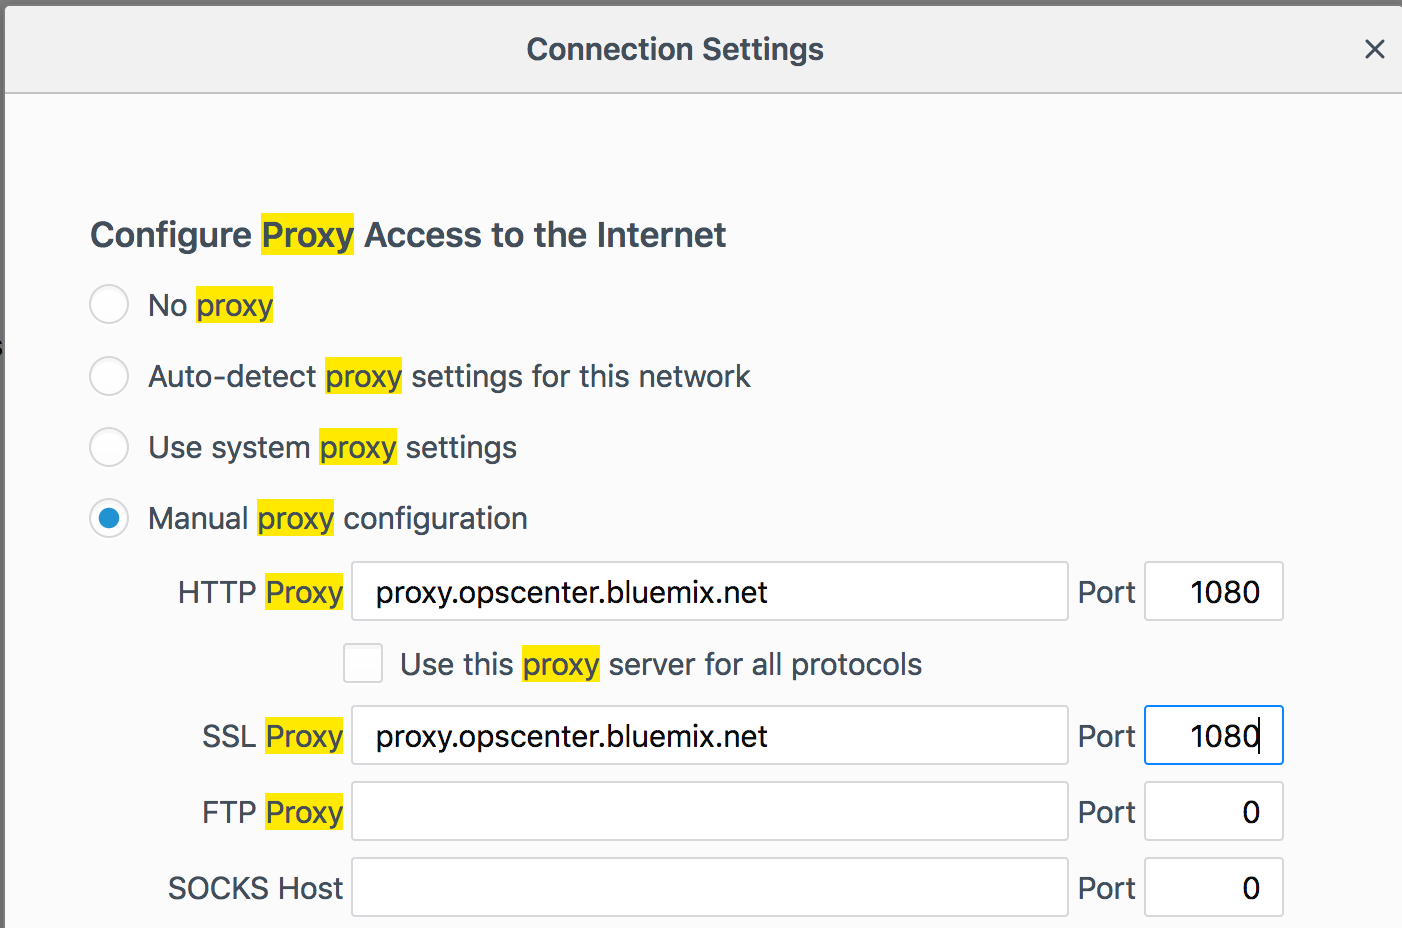 Connection Settings
Configure Proxy Access to the Internet
No proxy
Auto-detect proxy settings for this network
Use system proxy settings
Manual proxy configuration
HTTP Proxy proxy.opscenter.bluemix.net Port 1080
Use this proxy server for all protocols
SSL Proxy proxy.opscenter.bluemix.net Port 1080
FTP Proxy Port 0
SOCKS Host Port 0